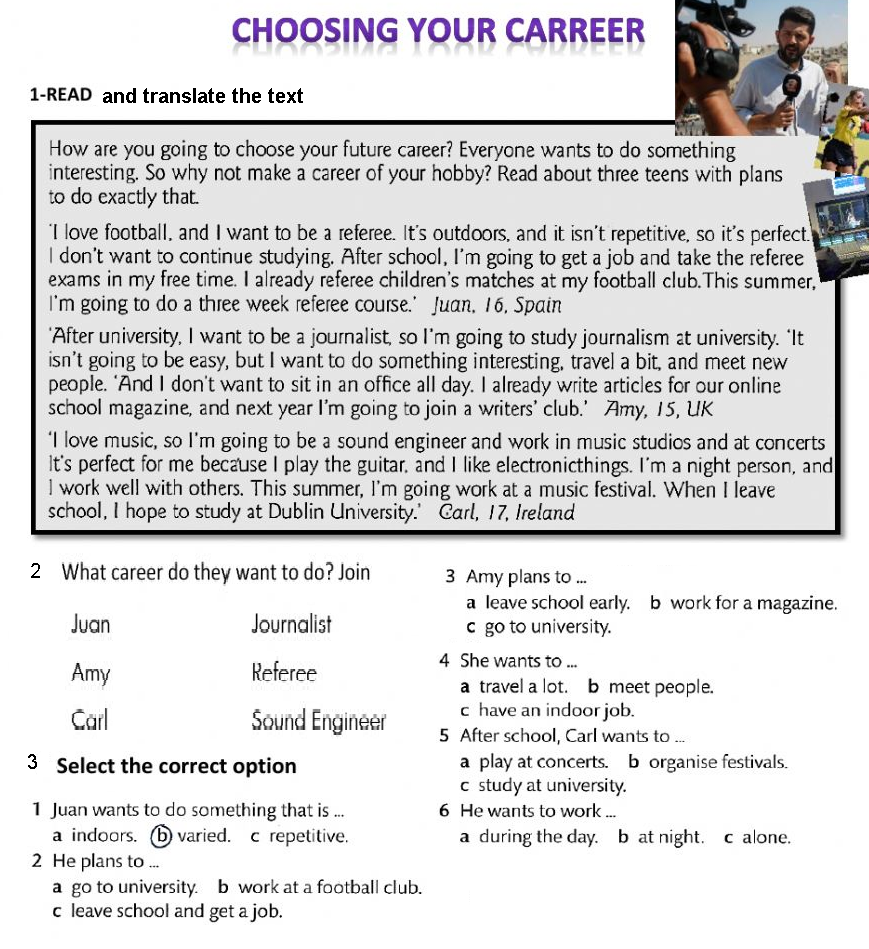 CHOOSING YOUR CARREER
1-READ and translate the text
How are you going to choose your future career? Everyone wants to do something
interesting. So why not make a career of your hobby? Read about three teens with plans
to do exactly that.
'I love football, and I want to be a referee. It's outdoors, and it isn't repetitive, so it's perfect.
I don't want to continue studying. After school, I'm going to get a job and take the referee
exams in my free time. I already referee children's matches at my football club.This summer,
I'm going to do a three week referee course.' Juan, 16, Spain
'After university, I want to be a journalist, so I'm going to study journalism at university. 'It
isn't going to be easy, but I want to do something interesting, travel a bit, and meet new
people. 'And I don't want to sit in an office all day. I already write articles for our online
school magazine, and next year I'm going to join a writers' club.' Amy, 15, UK
'I love music, so I'm going to be a sound engineer and work in music studios and at concerts
It's perfect for me because I play the guitar, and I like electronicthings. I'm a night person, and
I work well with others. This summer, I'm going work at a music festival. When I leave
school, I hope to study at Dublin University.' Carl, 17, Ireland
2 What career do they want to do? Join
Juan Journalist
Amy Referee
Carl Sound Engineer
3 Select the correct option
1 Juan wants to do something that is ...
a indoors. b varied. c repetitive.
2 He plans to ...
a go to university. b work at a football club.
c leave school and get a job.
3 Amy plans to ...
a leave school early. b work for a magazine.
c go to university.
4 She wants to ...
a travel a lot. b meet people.
c have an indoor job.
5 After school, Carl wants to ...
a play at concerts. b organise festivals.
c study at university.
6 He wants to work ...
a during the day. b at night. c alone.